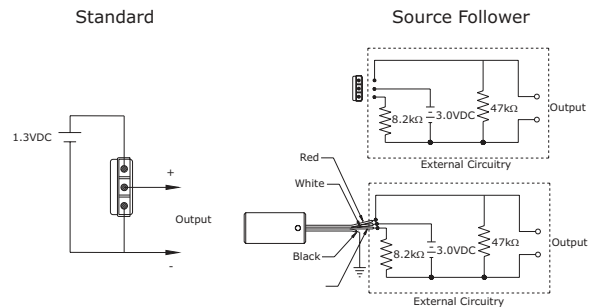 Standard
Source Follower
1.3VDC
+
Output
-
8.2kΩ
3.0VDC
47kΩ
Output
External Circuitry
Red
White
Black
8.2kΩ
3.0VDC
47kΩ
Output
External Circuitry